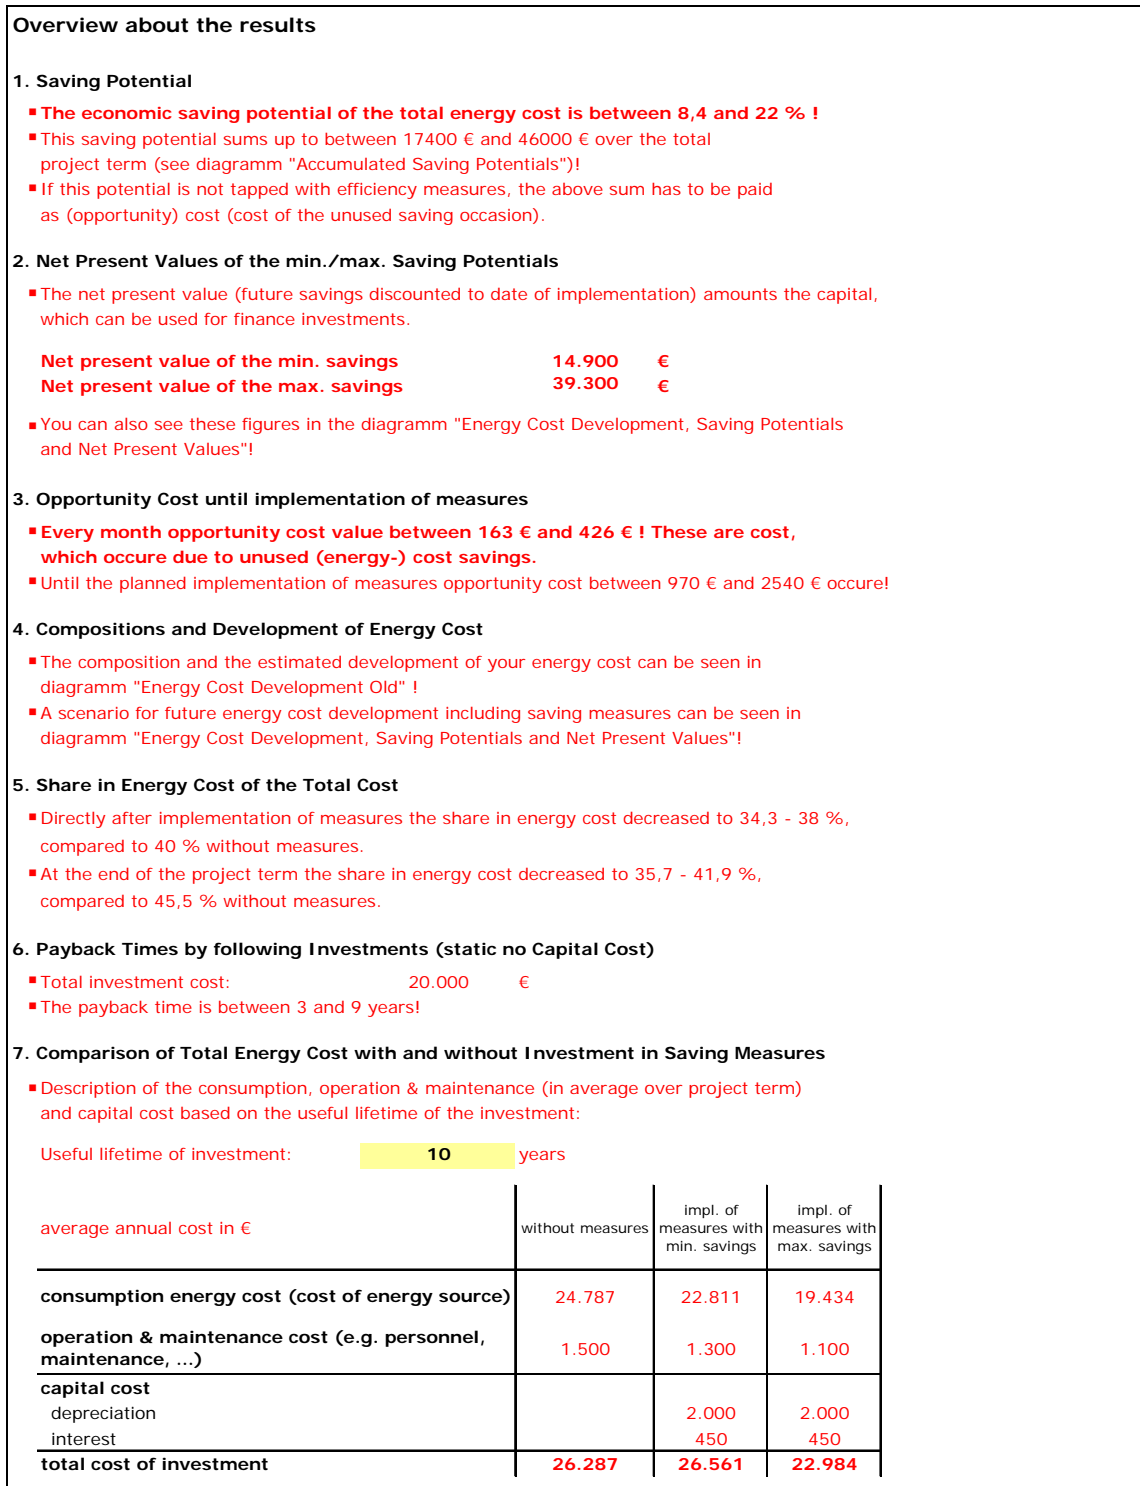 Overview about the results
1. Saving Potential
▪ The economic saving potential of the total energy cost is between 8,4 and 22 % !
▪ This saving potential sums up to between 17400 € and 46000 € over the total
project term (see diagramm "Accumulated Saving Potentials")!
▪ If this potential is not tapped with efficiency measures, the above sum has to be paid
as (opportunity) cost (cost of the unused saving occasion).
2. Net Present Values of the min./max. Saving Potentials
▪ The net present value (future savings discounted to date of implementation) amounts the capital,
which can be used for finance investments.
Net present value of the min. savings 14.900 €
Net present value of the max. savings 39.300 €
▪ You can also see these figures in the diagramm "Energy Cost Development, Saving Potentials
and Net Present Values"!
3. Opportunity Cost until implementation of measures
▪ Every month opportunity cost value between 163 € and 426 € ! These are cost,
which occure due to unused (energy-) cost savings.
▪ Until the planned implementation of measures opportunity cost between 970 € and 2540 € occure!
4. Compositions and Development of Energy Cost
▪ The composition and the estimated development of your energy cost can be seen in
diagramm "Energy Cost Development Old" !
▪ A scenario for future energy cost development including saving measures can be seen in
diagramm "Energy Cost Development, Saving Potentials and Net Present Values"!
5. Share in Energy Cost of the Total Cost
▪ Directly after implementation of measures the share in energy cost decreased to 34,3 - 38 %,
compared to 40 % without measures.
▪ At the end of the project term the share in energy cost decreased to 35,7 - 41,9 %,
compared to 45,5 % without measures.
6. Payback Times by following Investments (static no Capital Cost)
▪ Total investment cost: 20.000 €
▪ The payback time is between 3 and 9 years!
7. Comparison of Total Energy Cost with and without Investment in Saving Measures
▪ Description of the consumption, operation & maintenance (in average over project term)
and capital cost based on the useful lifetime of the investment:
Useful lifetime of investment: 10 years
average annual cost in €
without measures
impl. of
measures with
min. savings
impl. of
measures with
max. savings
consumption energy cost (cost of energy source) 24.787 22.811 19.434
operation & maintenance cost (e.g. personnel,
maintenance, ...) 1.500 1.300 1.100
capital cost
depreciation 2.000 2.000
interest 450 450
total cost of investment 26.287 26.561 22.984